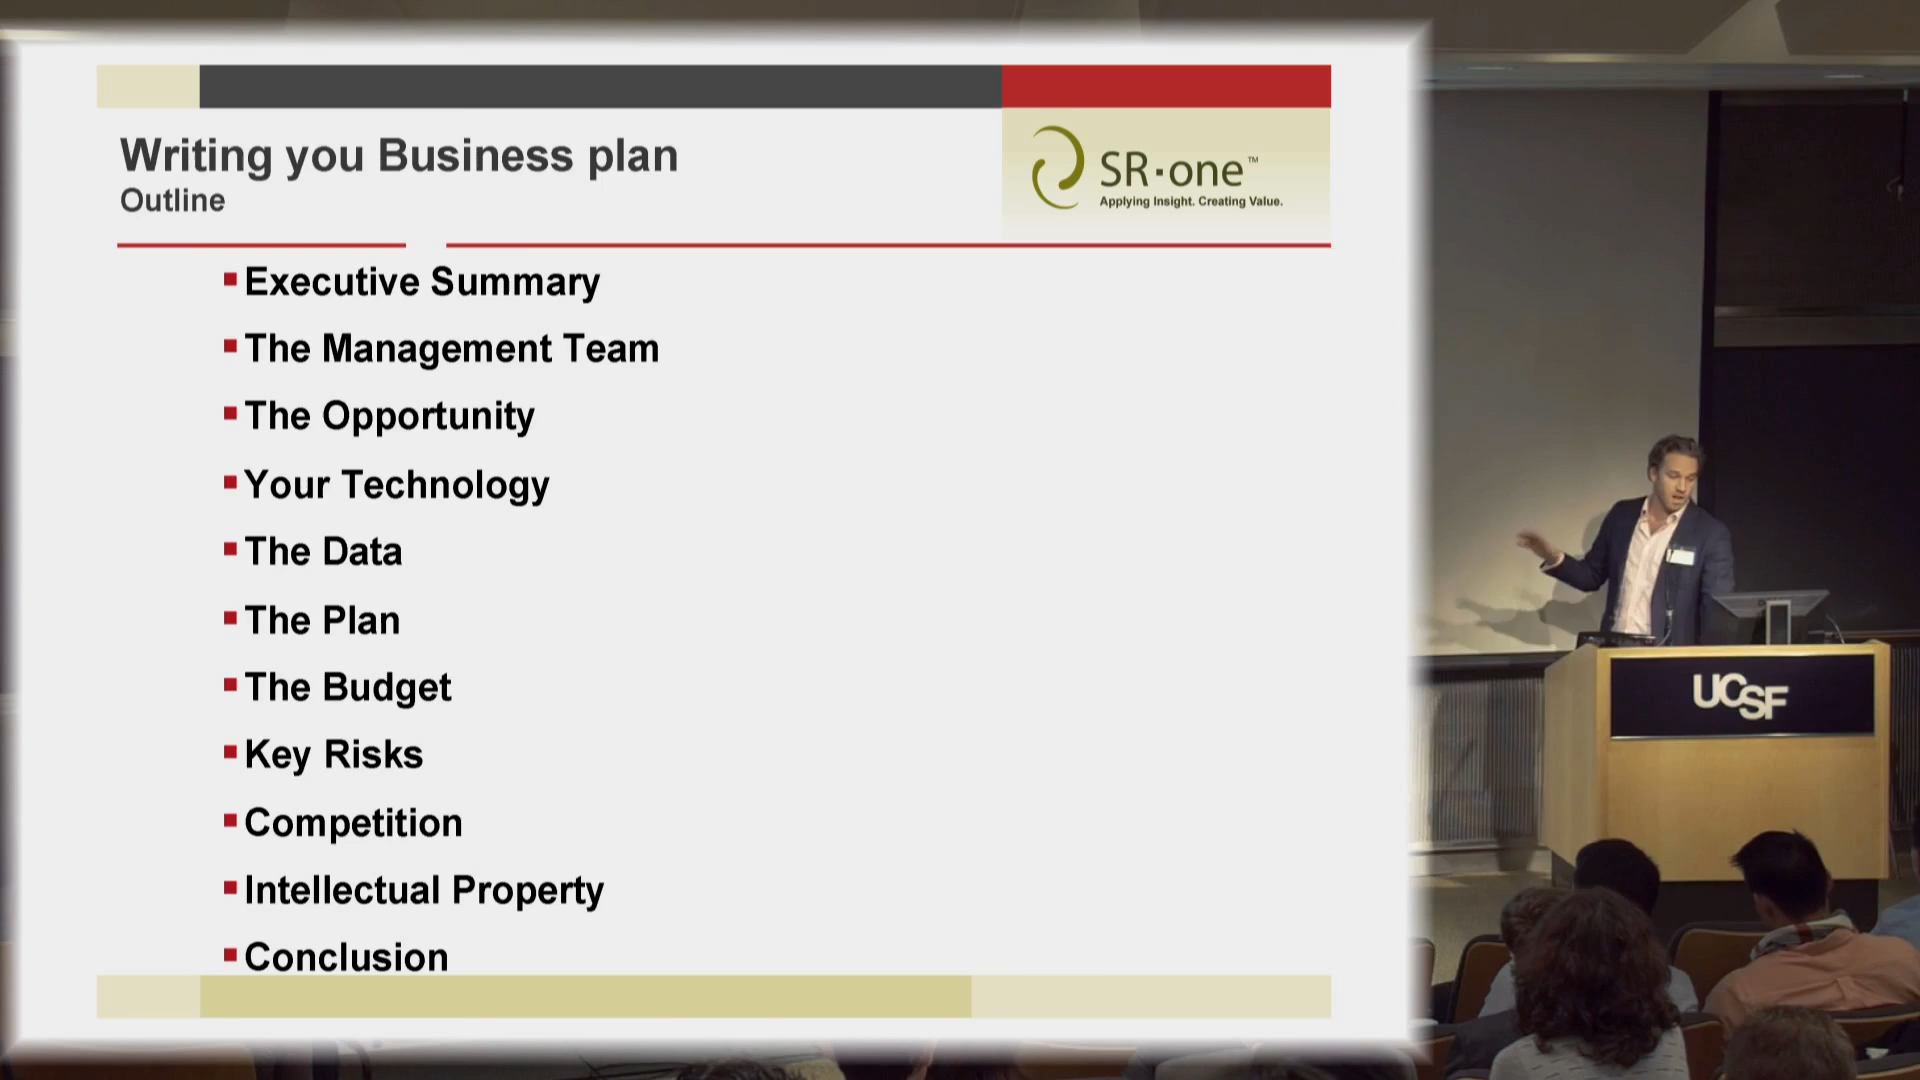 Writing you Business plan
Outline
SR·one™
Applying Insight. Creating Value.
Executive Summary
The Management Team
The Opportunity
Your Technology
The Data
The Plan
The Budget
Key Risks
Competition
Intellectual Property
Conclusion
UCSF